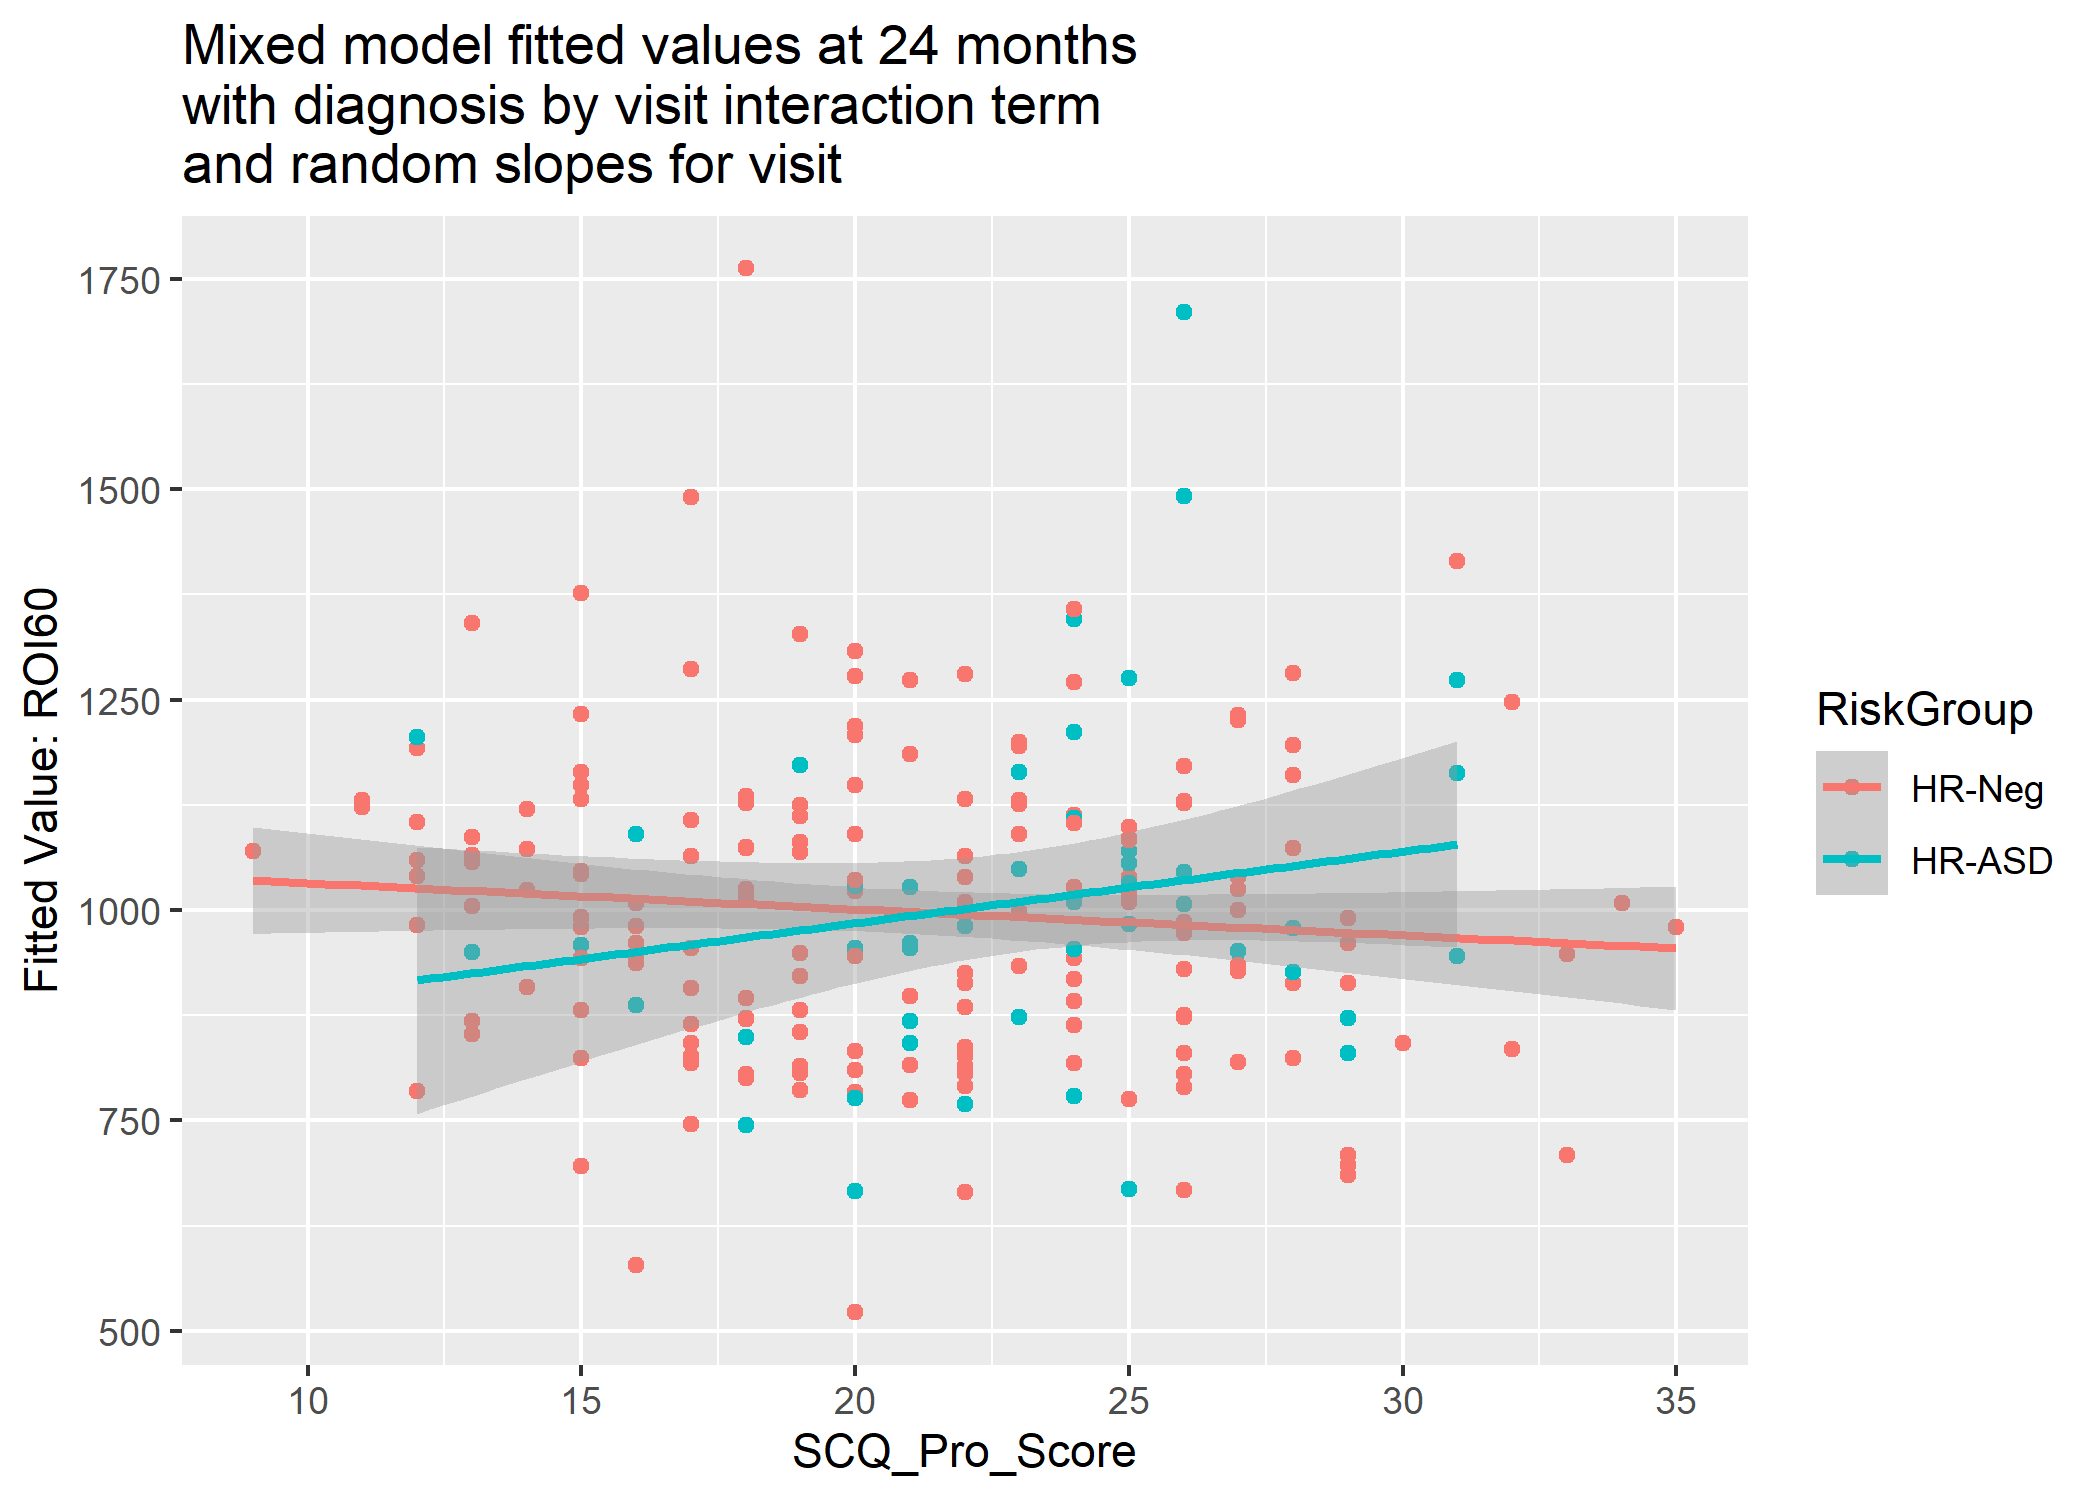 Mixed model fitted values at 24 months
with diagnosis by visit interaction term
and random slopes for visit
1750
1500
1250
1000
750
500
Fitted Value: ROI60
10 15 20 25 30 35
SCQ_Pro_Score
RiskGroup
HR-Neg
HR-ASD